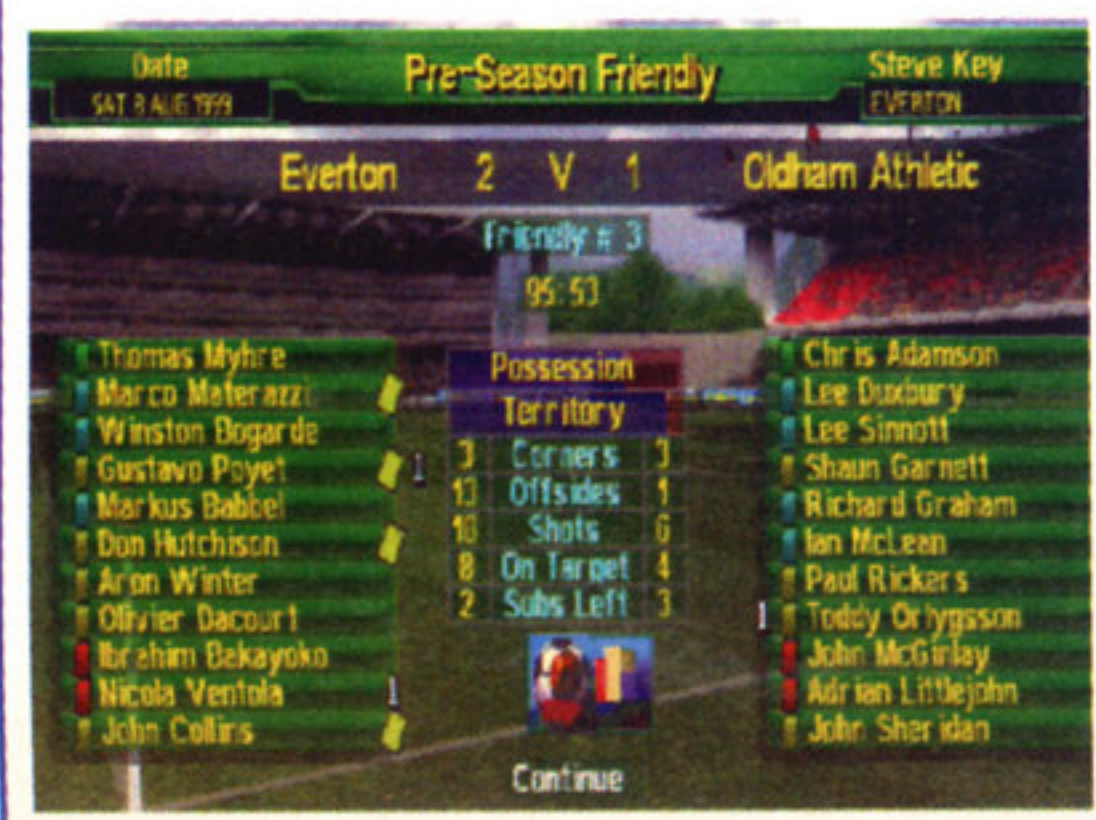 Date
Pre-Season Friendly
Steve Key
SAT 8 AUG 1999
EVERTON
Everton 2 V 1 Oldham Athletic
Friendly # 3
95:53
Thomas Myhre
Marco Materazzi
Winston Bogarde
Gustavo Poyet 1
Markus Babbel
Don Hutchison
Aron Winter
Olivier Dacourt
Ibrahim Bakayoko
Nicola Ventola 1
John Collins
Possession
Territory
3 Corners 3
13 Offsides 1
10 Shots 6
8 On Target 4
2 Subs Left 3
Continue
Chris Adamson
Lee Duxbury
Lee Sinnott
Shaun Garnett
Richard Graham
Ian McLean
Paul Rickers
1 Toddy Orlygsson
John McGinlay
Adrian Littlejohn
John Sheridan